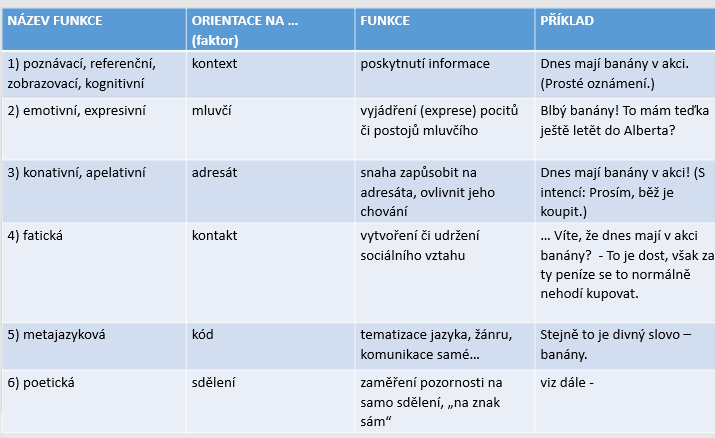 NÁZEV FUNKCE
ORIENTACE NA …
(faktor)
FUNKCE
PŘÍKLAD
1) poznávací, referenční,
zobrazovací, kognitivní
kontext
poskytnutí informace
Dnes mají banány v akci.
(Prosté oznámení.)
2) emotivní, expresivní
mluvčí
vyjádření (exprese) pocitů
či postojů mluvčího
Blbý banány! To mám teďka
ještě letět do Alberta?
3) konativní, apelativní
adresát
snaha zapůsobit na
adresáta, ovlivnit jeho
chování
Dnes mají banány v akci! (S
intencí: Prosím, běž je
koupit.)
4) fatická
kontakt
vytvoření či udržení
sociálního vztahu
… Víte, že dnes mají v akci
banány?  - To je dost, však za
ty peníze se to normálně
nehodí kupovat.
5) metajazyková
kód
tematizace jazyka, žánru,
komunikace samé…
Stejně to je divný slovo –
banány.
6) poetická
sdělení
zaměření pozornosti na
samo sdělení, „na znak
sám“
viz dále -